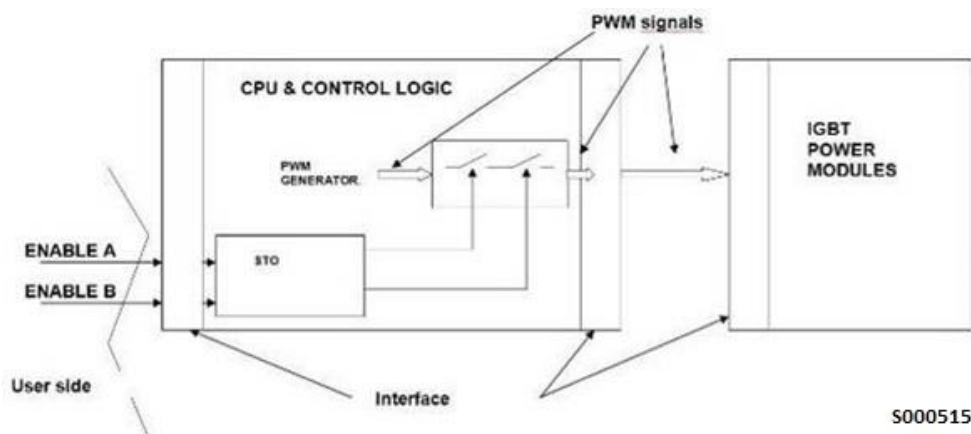 PWM signals
CPU & CONTROL LOGIC
IGBT
POWER
MODULES
PWM
GENERATOR.
ENABLE A
STO
ENABLE B
User side
Interface
S000515